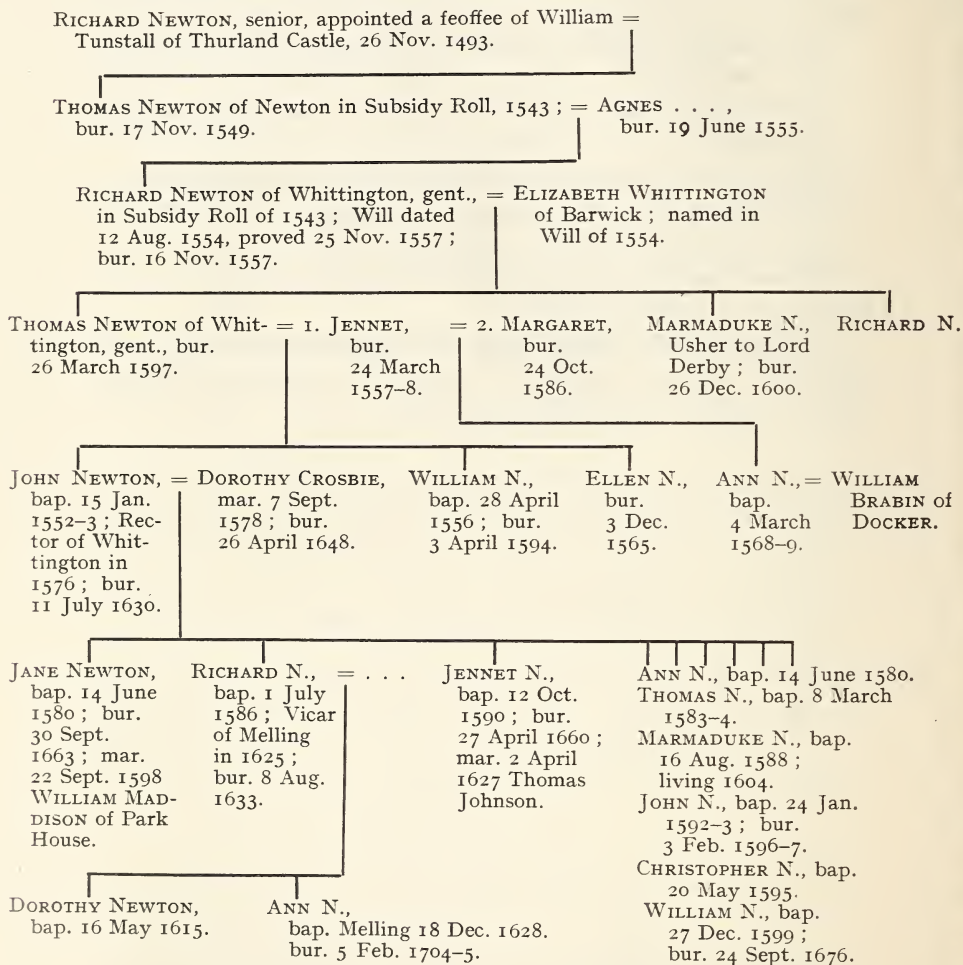 RICHARD NEWTON, senior, appointed a feoffee of William =
Tunstall of Thurland Castle, 26 Nov. 1493.
THOMAS NEWTON of Newton in Subsidy Roll, 1543 ; = AGNES . . . ,
bur. 17 Nov. 1549.
bur. 19 June 1555.
RICHARD NEWTON of Whittington, gent.,
in Subsidy Roll of 1543 ; Will dated
12 Aug. 1554, proved 25 Nov. 1557 ;
bur. 16 Nov. 1557.
= ELIZABETH WHITTINGTON
of Barwick ; named in
Will of 1554.
THOMAS NEWTON of Whit-
tington, gent., bur.
26 March 1597.
= 1. JENNET,
bur.
24 March
1557–8.
= 2. MARGARET,
bur.
24 Oct.
1586.
MARMADUKE N.,
Usher to Lord
Derby ; bur.
26 Dec. 1600.
RICHARD N.
JOHN NEWTON,
bap. 15 Jan.
1552–3 ; Rec-
tor of Whit-
tington in
1576 ; bur.
11 July 1630.
= DOROTHY CROSBIE,
mar. 7 Sept.
1578 ; bur.
26 April 1648.
WILLIAM N.,
bap. 28 April
1556 ; bur.
3 April 1594.
ELLEN N.,
bur.
3 Dec.
1565.
ANN N.,
bap.
4 March
1568–9.
= WILLIAM
BRABIN of
DOCKER.
JANE NEWTON,
bap. 14 June
1580 ; bur.
30 Sept.
1663 ; mar.
22 Sept. 1598
WILLIAM MAD-
DISON of Park
House.
RICHARD N.,
bap. 1 July
1586 ; Vicar
of Melling
in 1625 ;
bur. 8 Aug.
1633.
= . . .
JENNET N.,
bap. 12 Oct.
1590 ; bur.
27 April 1660 ;
mar. 2 April
1627 Thomas
Johnson.
ANN N., bap. 14 June 1580.
THOMAS N., bap. 8 March
1583–4.
MARMADUKE N., bap.
16 Aug. 1588 ;
living 1604.
JOHN N., bap. 24 Jan.
1592–3 ; bur.
3 Feb. 1596–7.
CHRISTOPHER N., bap.
20 May 1595.
WILLIAM N., bap.
27 Dec. 1599 ;
bur. 24 Sept. 1676.
DOROTHY NEWTON,
bap. 16 May 1615.
ANN N.,
bap. Melling 18 Dec. 1628.
bur. 5 Feb. 1704–5.